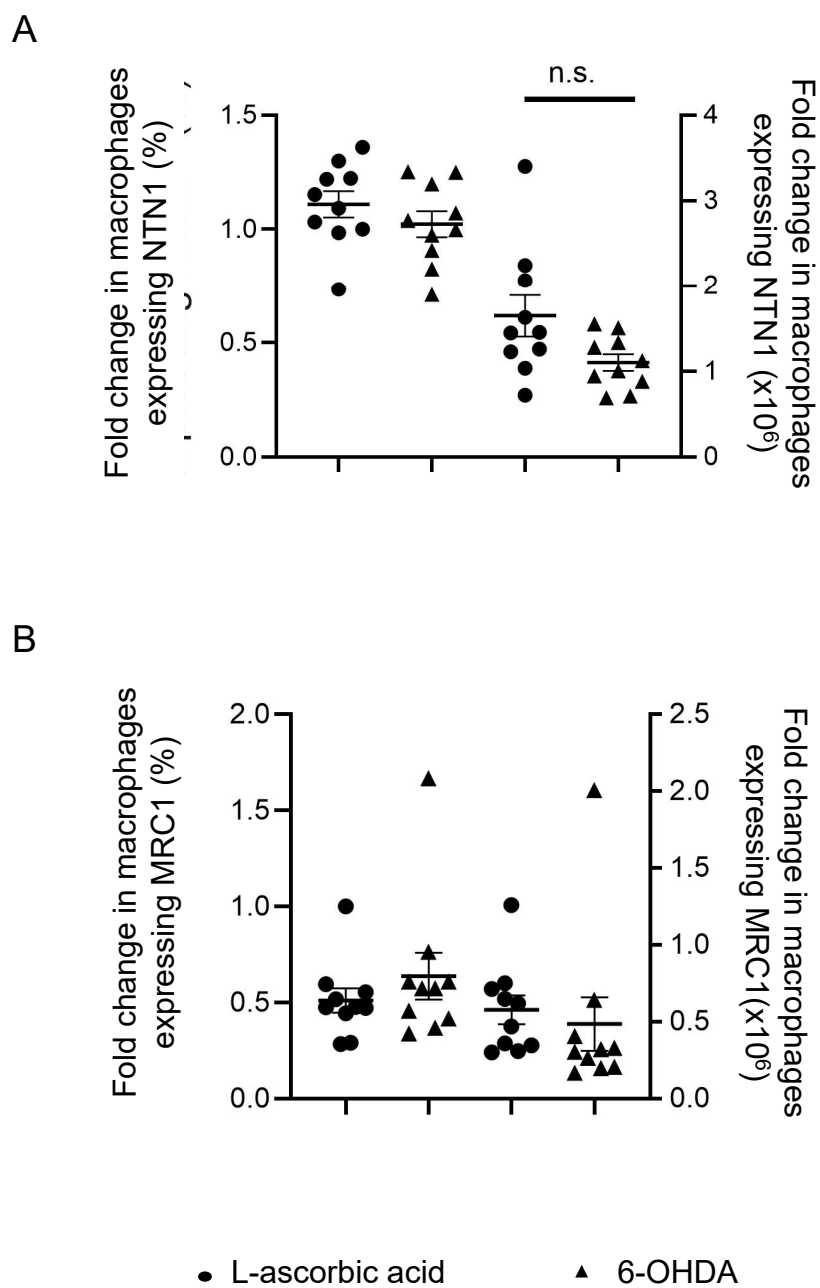 A
n.s.
Fold change in macrophages
expressing NTN1 (%)
1.5
1.0
0.5
0.0
4
3
2
1
0
Fold change in macrophages
expressing NTN1 (x10⁶)
B
Fold change in macrophages
expressing MRC1 (%)
2.0
1.5
1.0
0.5
0.0
2.5
2.0
1.5
1.0
0.5
0.0
Fold change in macrophages
expressing MRC1(x10⁶)
L-ascorbic acid
6-OHDA